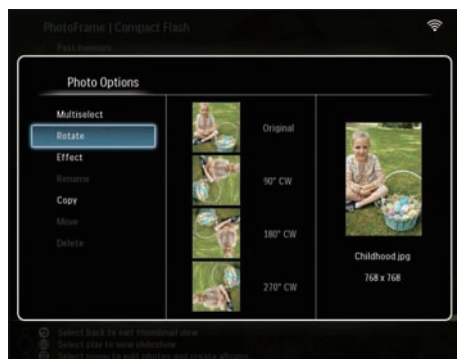 PhotoFrame | Compact Flash
Past memory
Photo Options
Multiselect
Rotate
Effect
Rename
Copy
Move
Delete
Original
90° CW
180° CW
270° CW
Childhood.jpg
768 x 768
Select back to exit thumbnail view
Select play to view slideshow
Select menu to edit photos and create albums